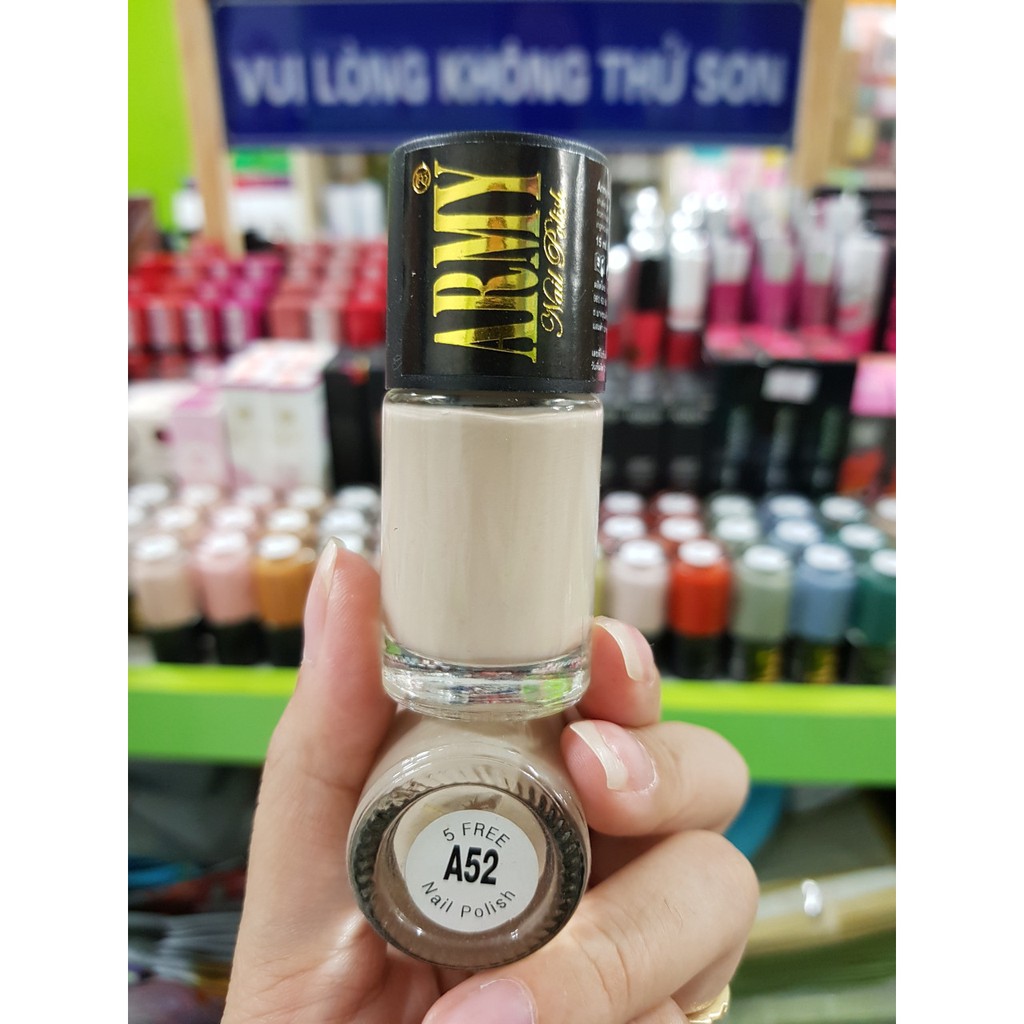 VUI LÒNG KHÔNG THỬ SƠN
ARMY
Nail Polish
5 FREE
A52
Nail Polish